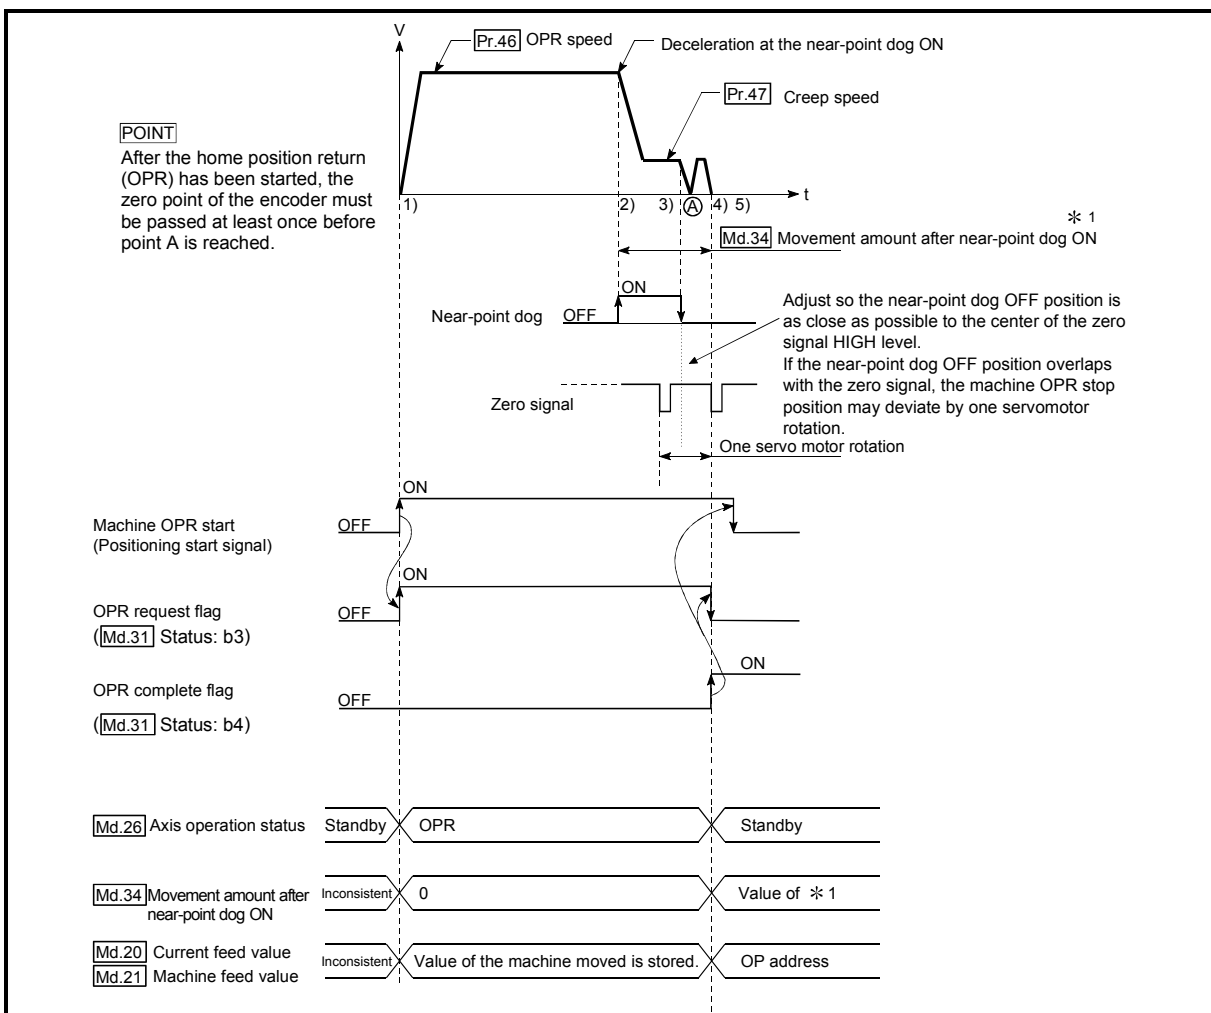 V
Pr.46 OPR speed
Deceleration at the near-point dog ON
Pr.47 Creep speed
POINT
After the home position return
(OPR) has been started, the
zero point of the encoder must
be passed at least once before
point A is reached.
1) 2) 3) A 4) 5) t
Md.34 Movement amount after near-point dog ON ＊1
Near-point dog OFF ON
Adjust so the near-point dog OFF position is
as close as possible to the center of the zero
signal HIGH level.
If the near-point dog OFF position overlaps
with the zero signal, the machine OPR stop
position may deviate by one servomotor
rotation.
Zero signal
One servo motor rotation
ON
Machine OPR start
(Positioning start signal)
OFF
ON
OPR request flag
(Md.31 Status: b3)
OFF
ON
OPR complete flag
(Md.31 Status: b4)
OFF
Md.26 Axis operation status Standby OPR Standby
Md.34 Movement amount after
near-point dog ON
Inconsistent 0 Value of ＊1
Md.20 Current feed value
Md.21 Machine feed value
Inconsistent Value of the machine moved is stored. OP address